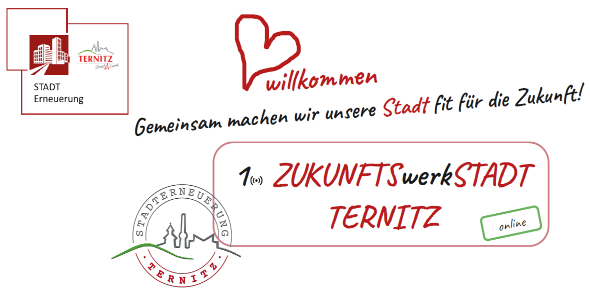 TERNITZ
STADT
Erneuerung
willkommen
Gemeinsam machen wir unsere Stadt fit für die Zukunft!
1 ZUKUNFTSwerkSTADT
TERNITZ
online
STADTERNEUERUNG
· TERNITZ ·